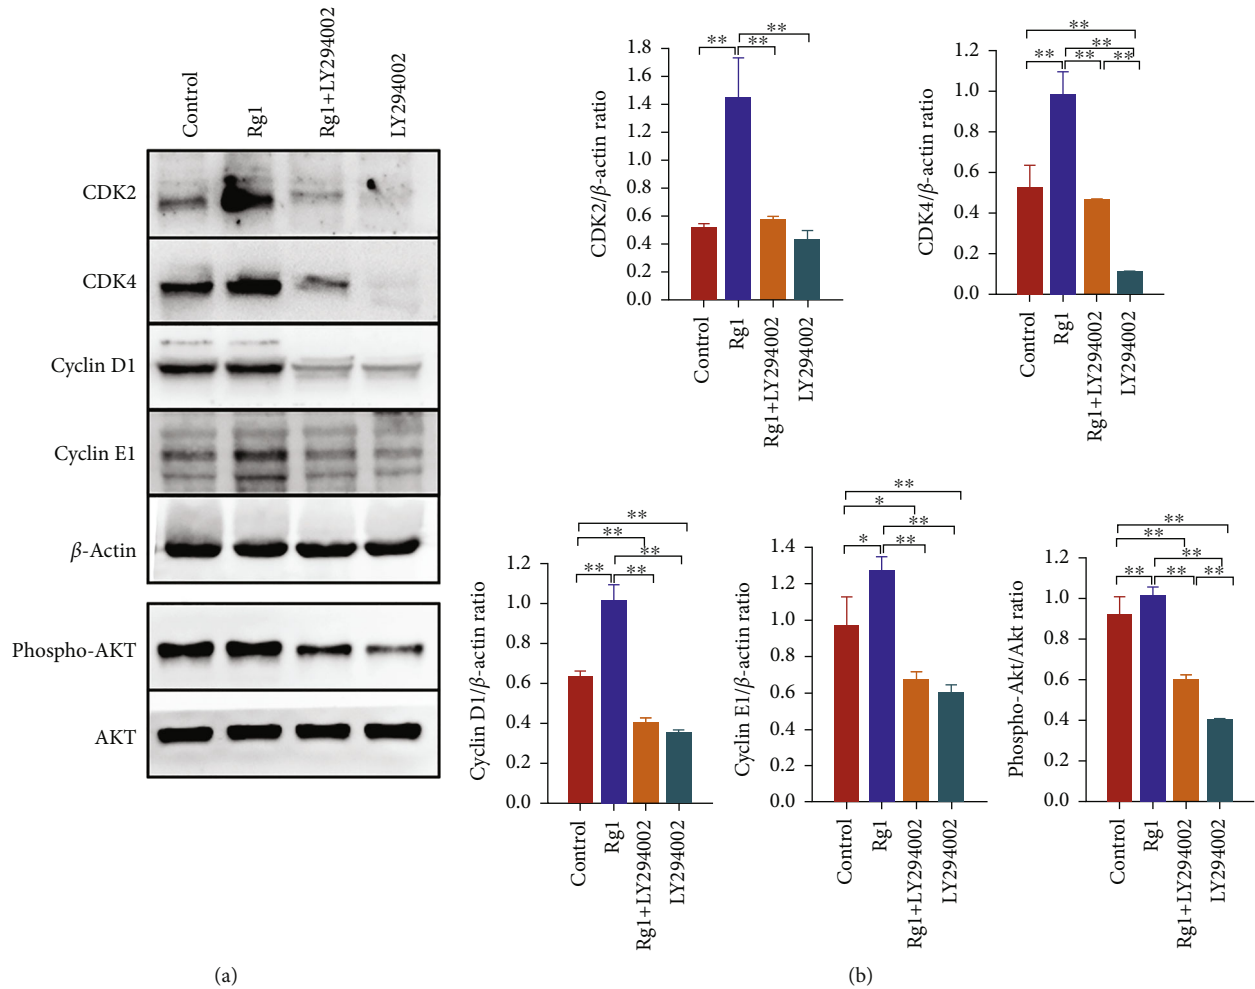 Control
Rg1
Rg1+LY294002
LY294002
CDK2
CDK4
Cyclin D1
Cyclin E1
β-Actin
Phospho-AKT
AKT
(a)
** ** **
1.8
1.6
1.4
1.2
1.0
0.8
0.6
0.4
0.2
0.0
CDK2/β-actin ratio
Control
Rg1
Rg1+LY294002
LY294002
**
**
** ** **
1.2
1.0
0.8
0.6
0.4
0.2
0.0
CDK4/β-actin ratio
Control
Rg1
Rg1+LY294002
LY294002
**
**
**
** **
1.2
1.0
0.8
0.6
0.4
0.2
0.0
Cyclin D1/β-actin ratio
Control
Rg1
Rg1+LY294002
LY294002
**
*
**
* **
1.4
1.2
1.0
0.8
0.6
0.4
0.2
0.0
Cyclin E1/β-actin ratio
Control
Rg1
Rg1+LY294002
LY294002
**
**
**
** ** **
1.2
1.0
0.8
0.6
0.4
0.2
0.0
Phospho-Akt/Akt ratio
Control
Rg1
Rg1+LY294002
LY294002
(b)